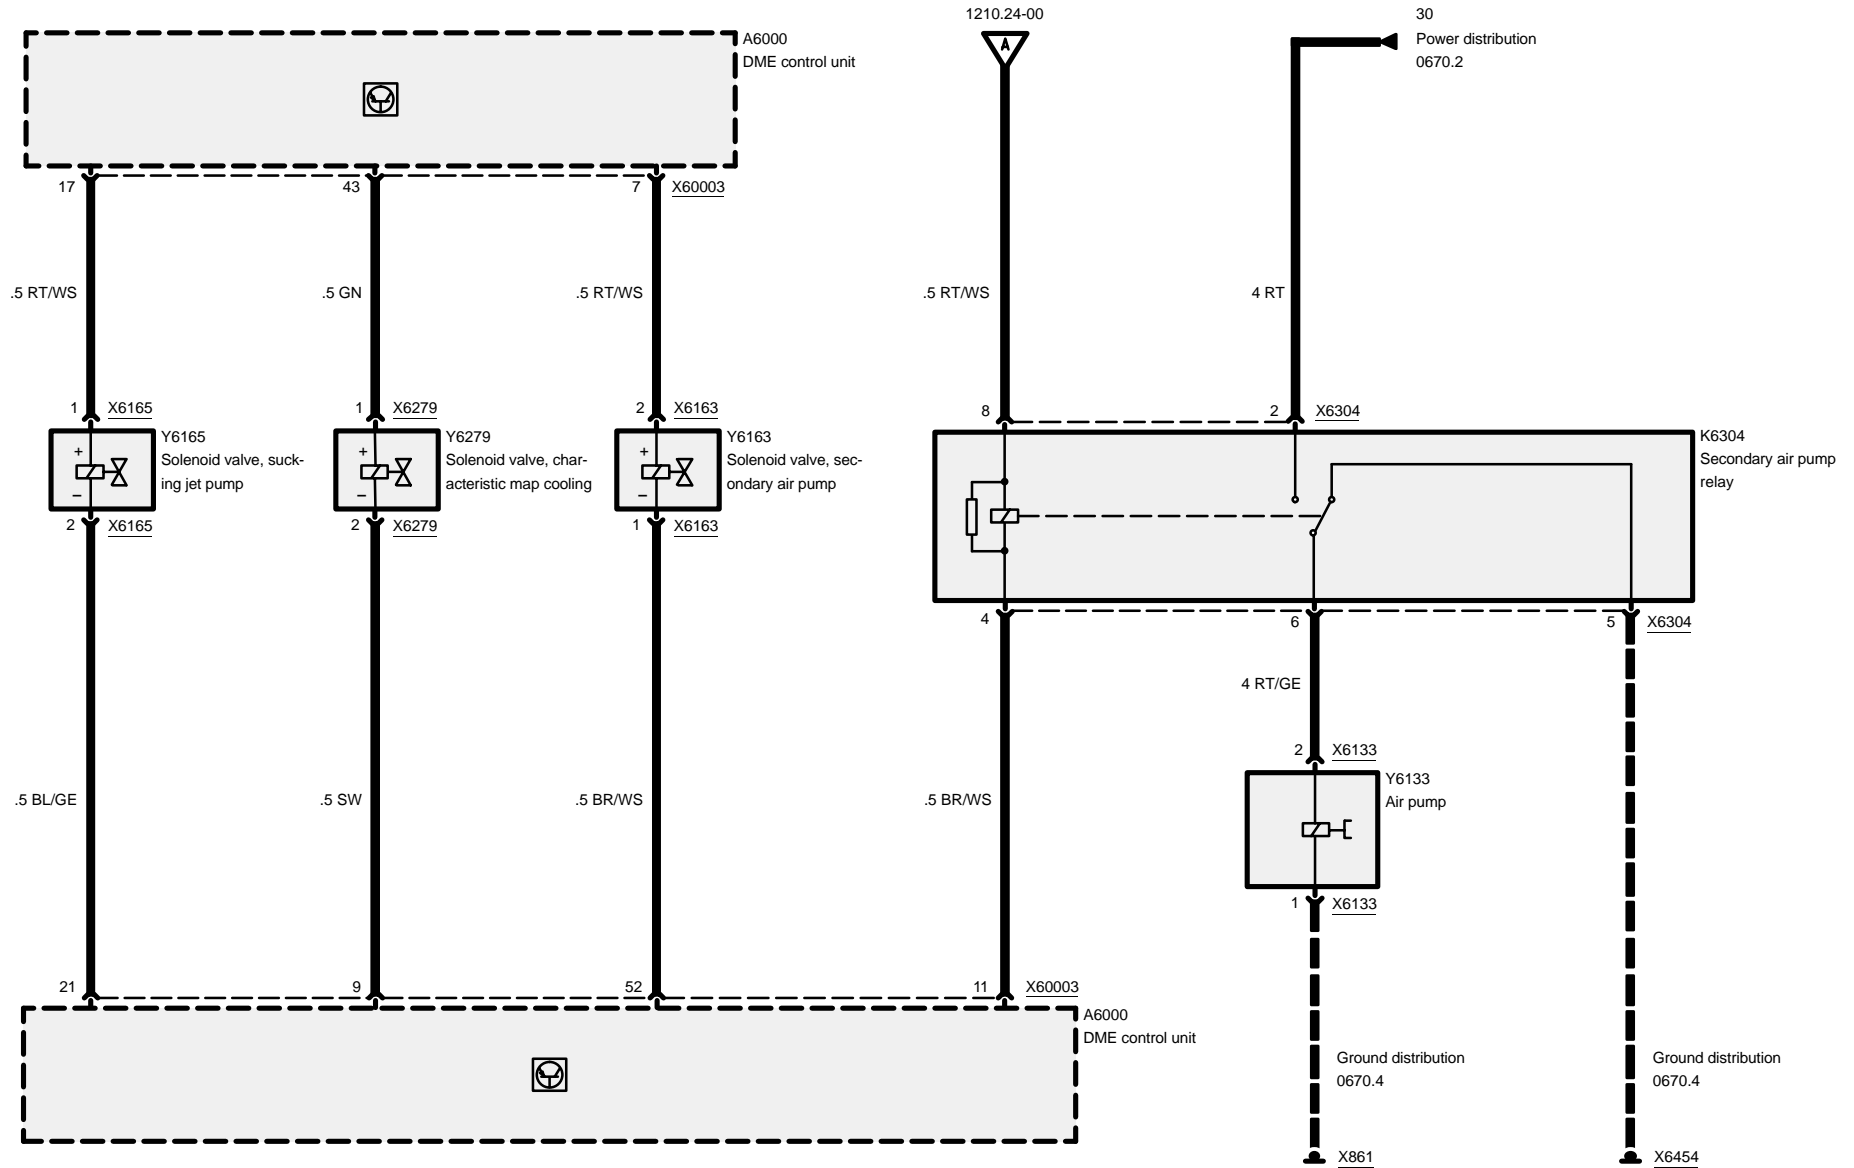 1210.24-00
A
30
Power distribution
0670.2
A6000
DME control unit
17
43
7
X60003
.5 RT/WS
.5 GN
.5 RT/WS
.5 RT/WS
4 RT
1
X6165
1
X6279
2
X6163
8
2
X6304
Y6165
Solenoid valve, suck-
ing jet pump
+
−
Y6279
Solenoid valve, char-
acteristic map cooling
+
−
Y6163
Solenoid valve, sec-
ondary air pump
+
−
K6304
Secondary air pump
relay
2
X6165
2
X6279
1
X6163
4
6
5
X6304
4 RT/GE
2
X6133
Y6133
Air pump
.5 BL/GE
.5 SW
.5 BR/WS
.5 BR/WS
1
X6133
21
9
52
11
X60003
A6000
DME control unit
Ground distribution
0670.4
Ground distribution
0670.4
X861
X6454